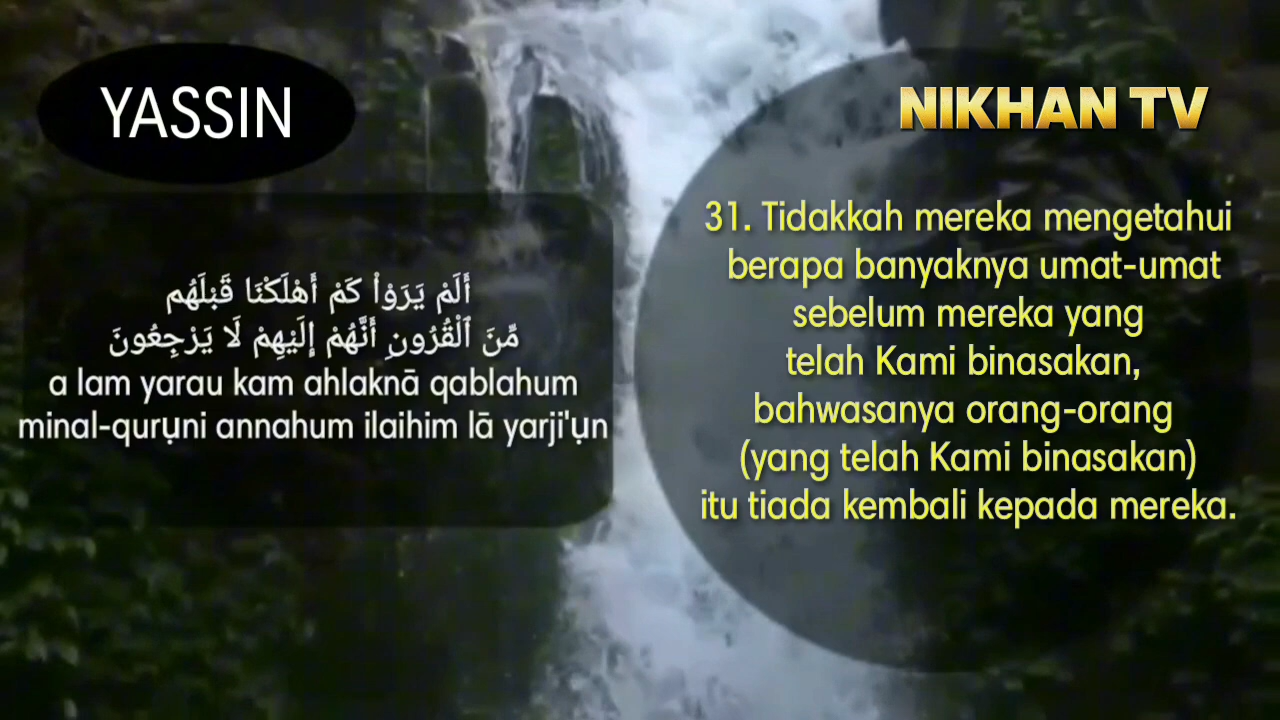 YASSIN
NIKHAN TV
أَلَمْ يَرَوْا۟ كَمْ أَهْلَكْنَا قَبْلَهُم
مِّنَ ٱلْقُرُونِ أَنَّهُمْ إِلَيْهِمْ لَا يَرْجِعُونَ
a lam yarau kam ahlaknā qablahum
minal-qurụni annahum ilaihim lā yarji'ụn
31. Tidakkah mereka mengetahui
berapa banyaknya umat-umat
sebelum mereka yang
telah Kami binasakan,
bahwasanya orang-orang
(yang telah Kami binasakan)
itu tiada kembali kepada mereka.